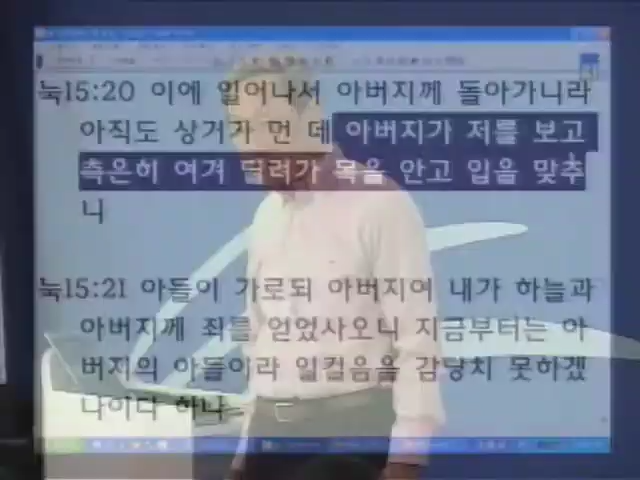 눅15:20 이에 일어나서 아버지께 돌아가니라
아직도 상거가 먼 데 아버지가 저를 보고
측은히 여겨 달려가 목을 안고 입을 맞추
니
눅15:21 아들이 가로되 아버지여 내가 하늘과
아버지께 죄를 얻었사오니 지금부터는 아
버지의 아들이라 일컬음을 감당치 못하겠
나이다 하나